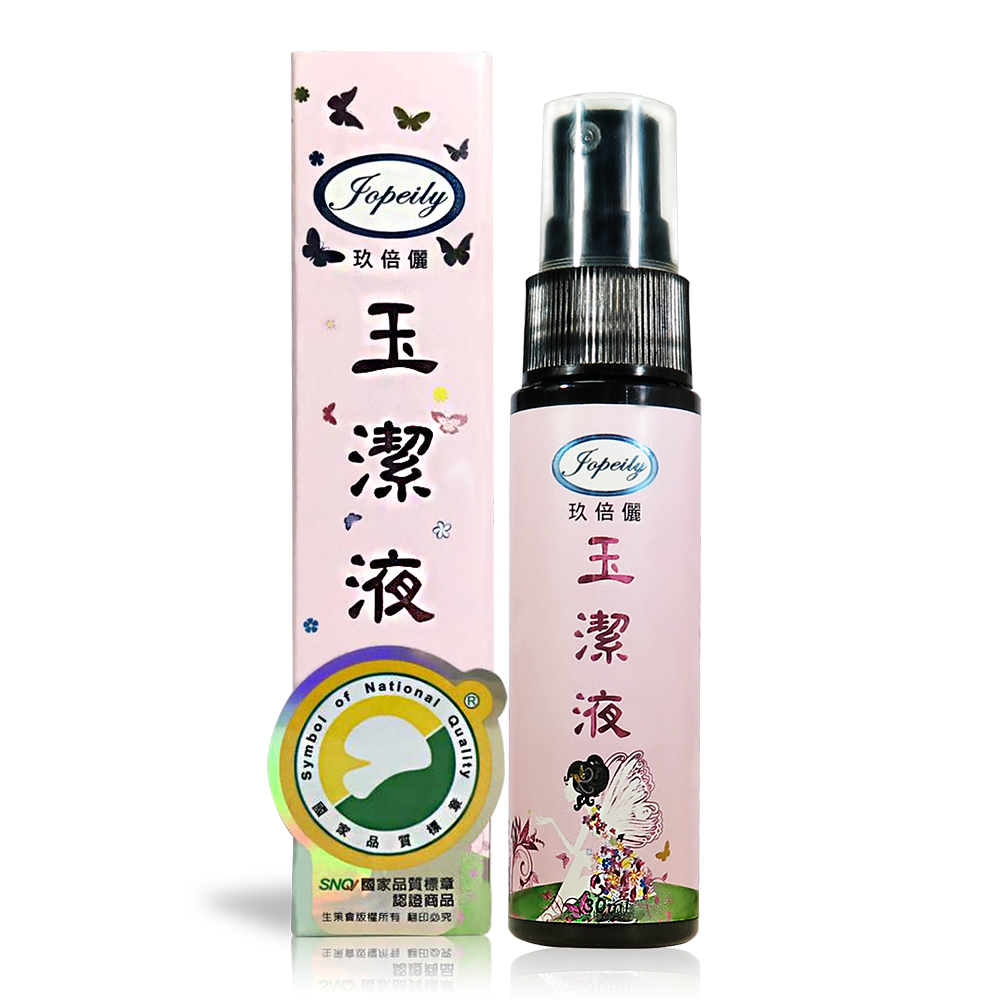 Jopeily
玖倍儷
玉潔液
Symbol of National Quality
®
國家品質標章
SNQ 國家品質標章
認證商品
生策會版權所有 翻印必究
Jopeily
玖倍儷
玉潔液
30ml